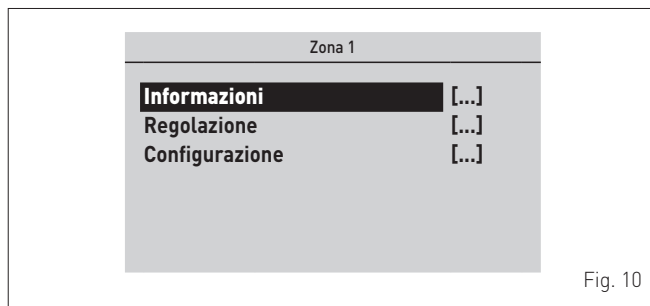 Zona 1
Informazioni [...]
Regolazione [...]
Configurazione [...]
Fig. 10